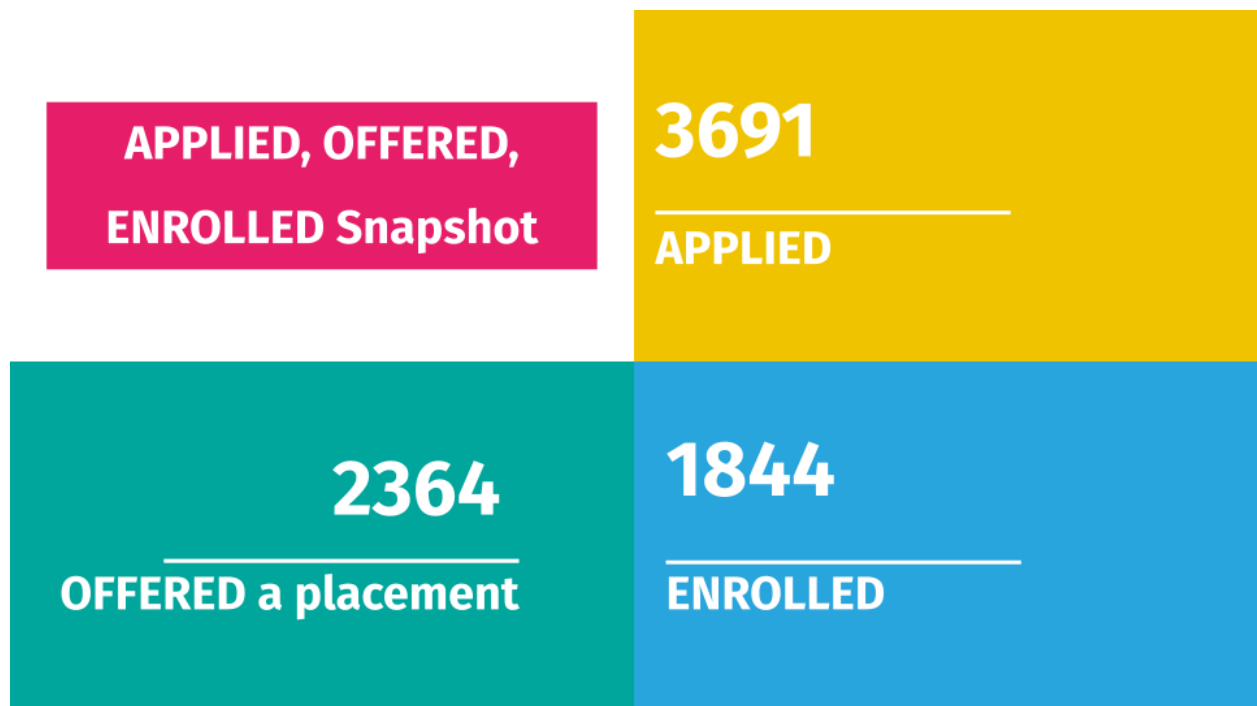 APPLIED, OFFERED,
ENROLLED Snapshot
3691
APPLIED
2364
OFFERED a placement
1844
ENROLLED